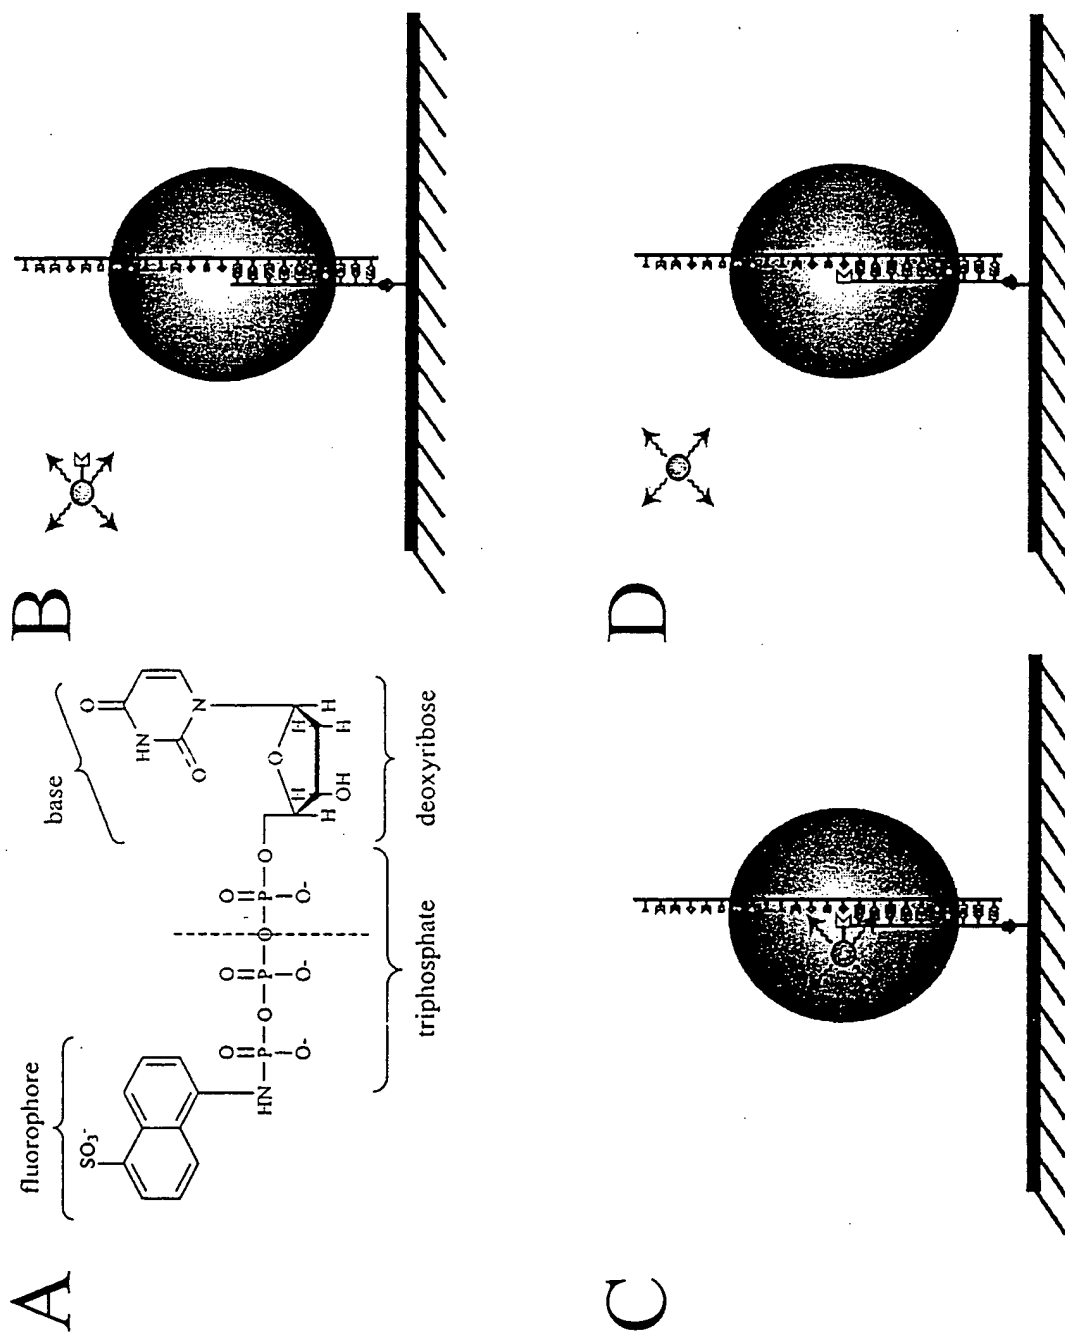 A
fluorophore
base
SO3-
HN
O
O
O
P
O
P
O
P
O
O-
O-
O-
O
HN
N
O
O
H
H
H
H
H
OH
triphosphate
deoxyribose
B
C
D